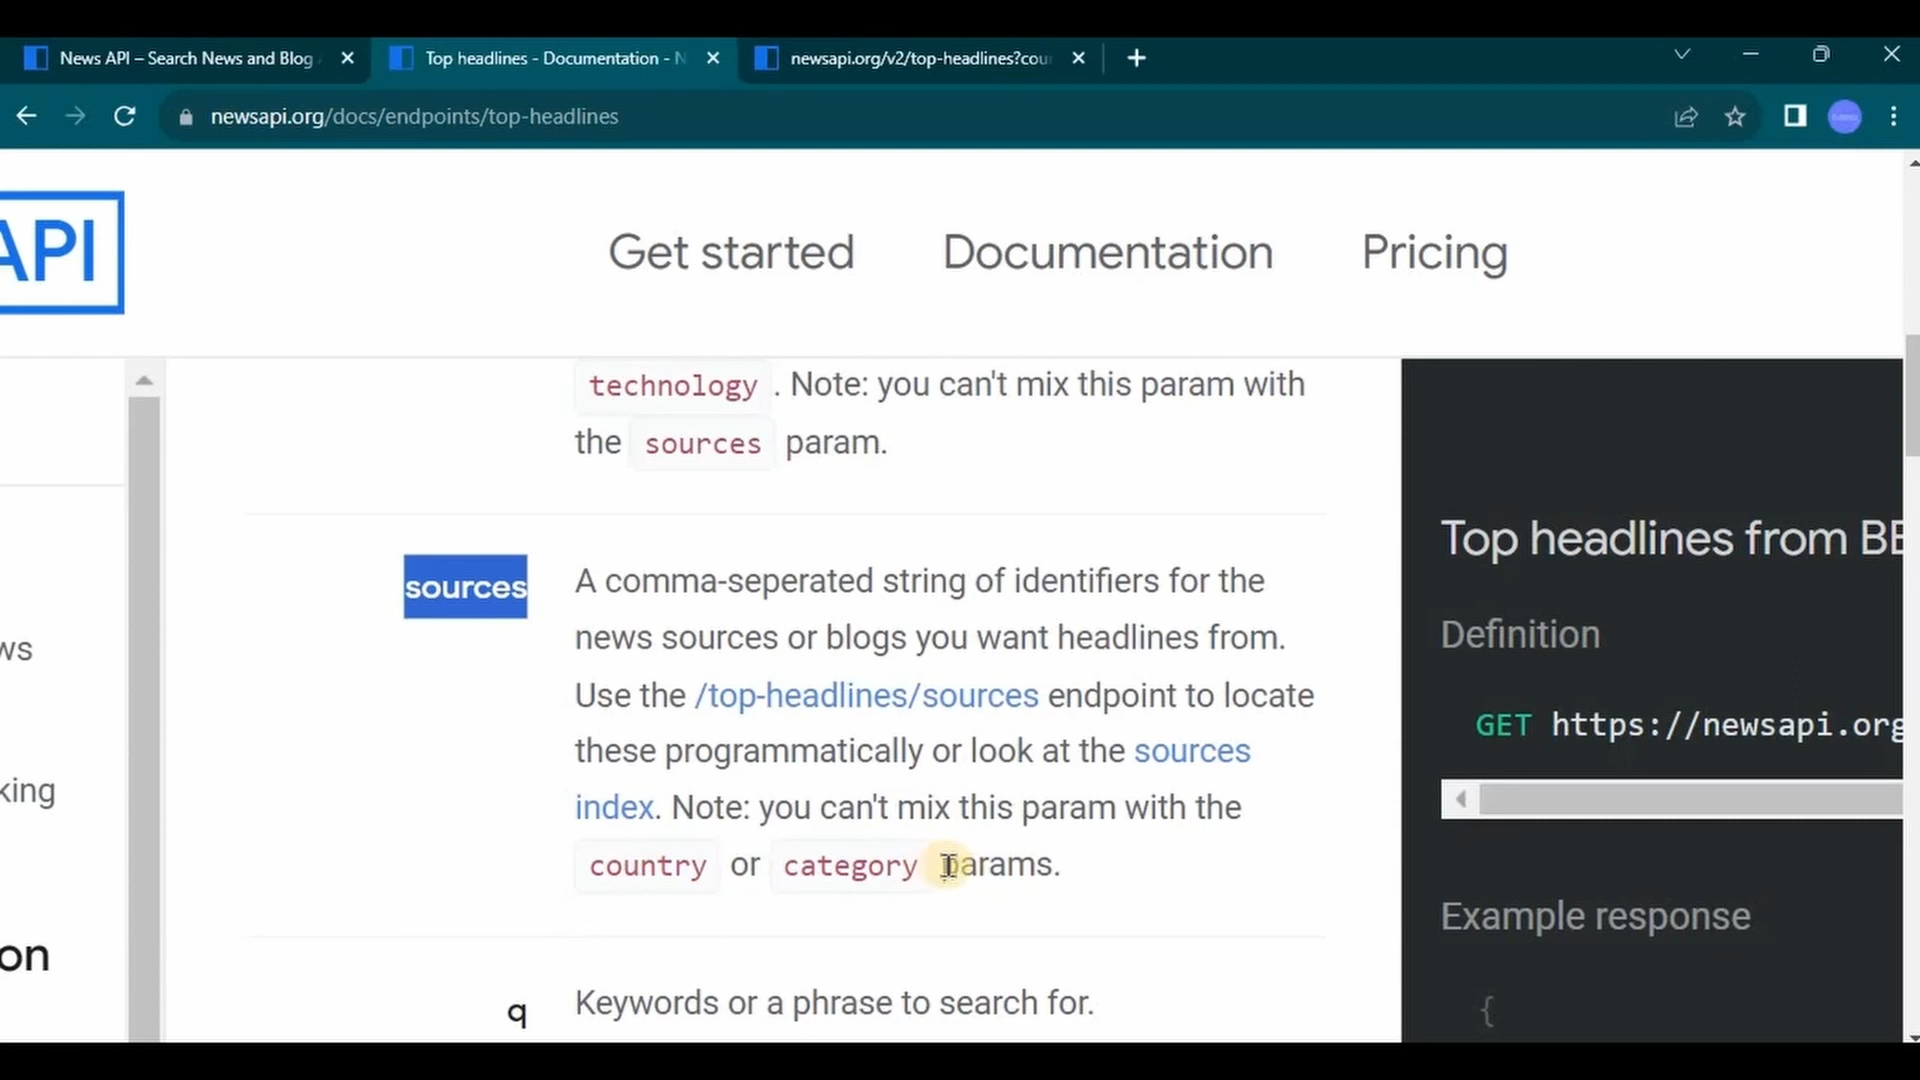 News API – Search News and Blog
Top headlines - Documentation - N
newsapi.org/v2/top-headlines?cou
newsapi.org/docs/endpoints/top-headlines
API
Get started
Documentation
Pricing
technology . Note: you can't mix this param with
the sources param.
sources
A comma-seperated string of identifiers for the
news sources or blogs you want headlines from.
Use the /top-headlines/sources endpoint to locate
these programmatically or look at the sources
index. Note: you can't mix this param with the
country or category params.
q
Keywords or a phrase to search for.
ws
king
on
Top headlines from BB
Definition
GET https://newsapi.org
Example response
{